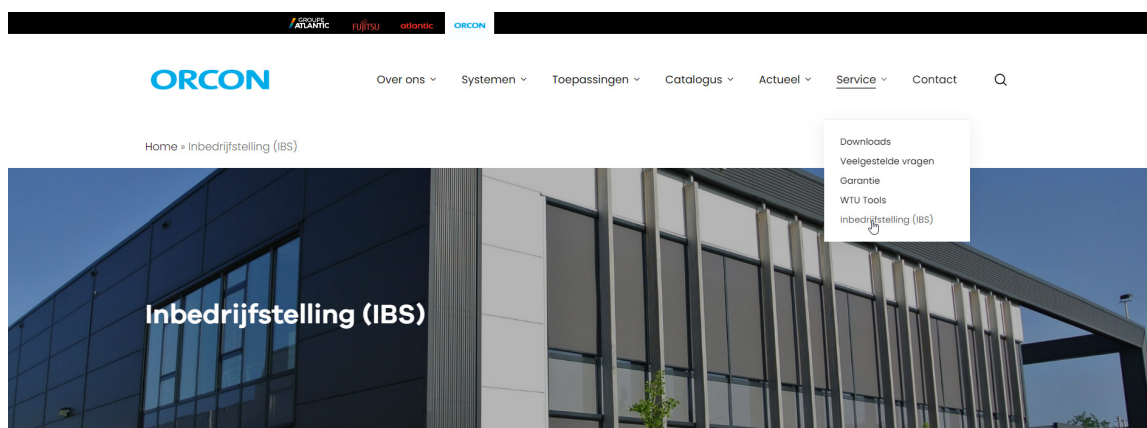 GROUPE
ATLANTIC
FUJITSU
atlantic
ORCON
ORCON
Over ons
Systemen
Toepassingen
Catalogus
Actueel
Service
Contact
Home » Inbedrijfstelling (IBS)
Downloads
Veelgestelde vragen
Garantie
WTU Tools
Inbedrijfstelling (IBS)
Inbedrijfstelling (IBS)